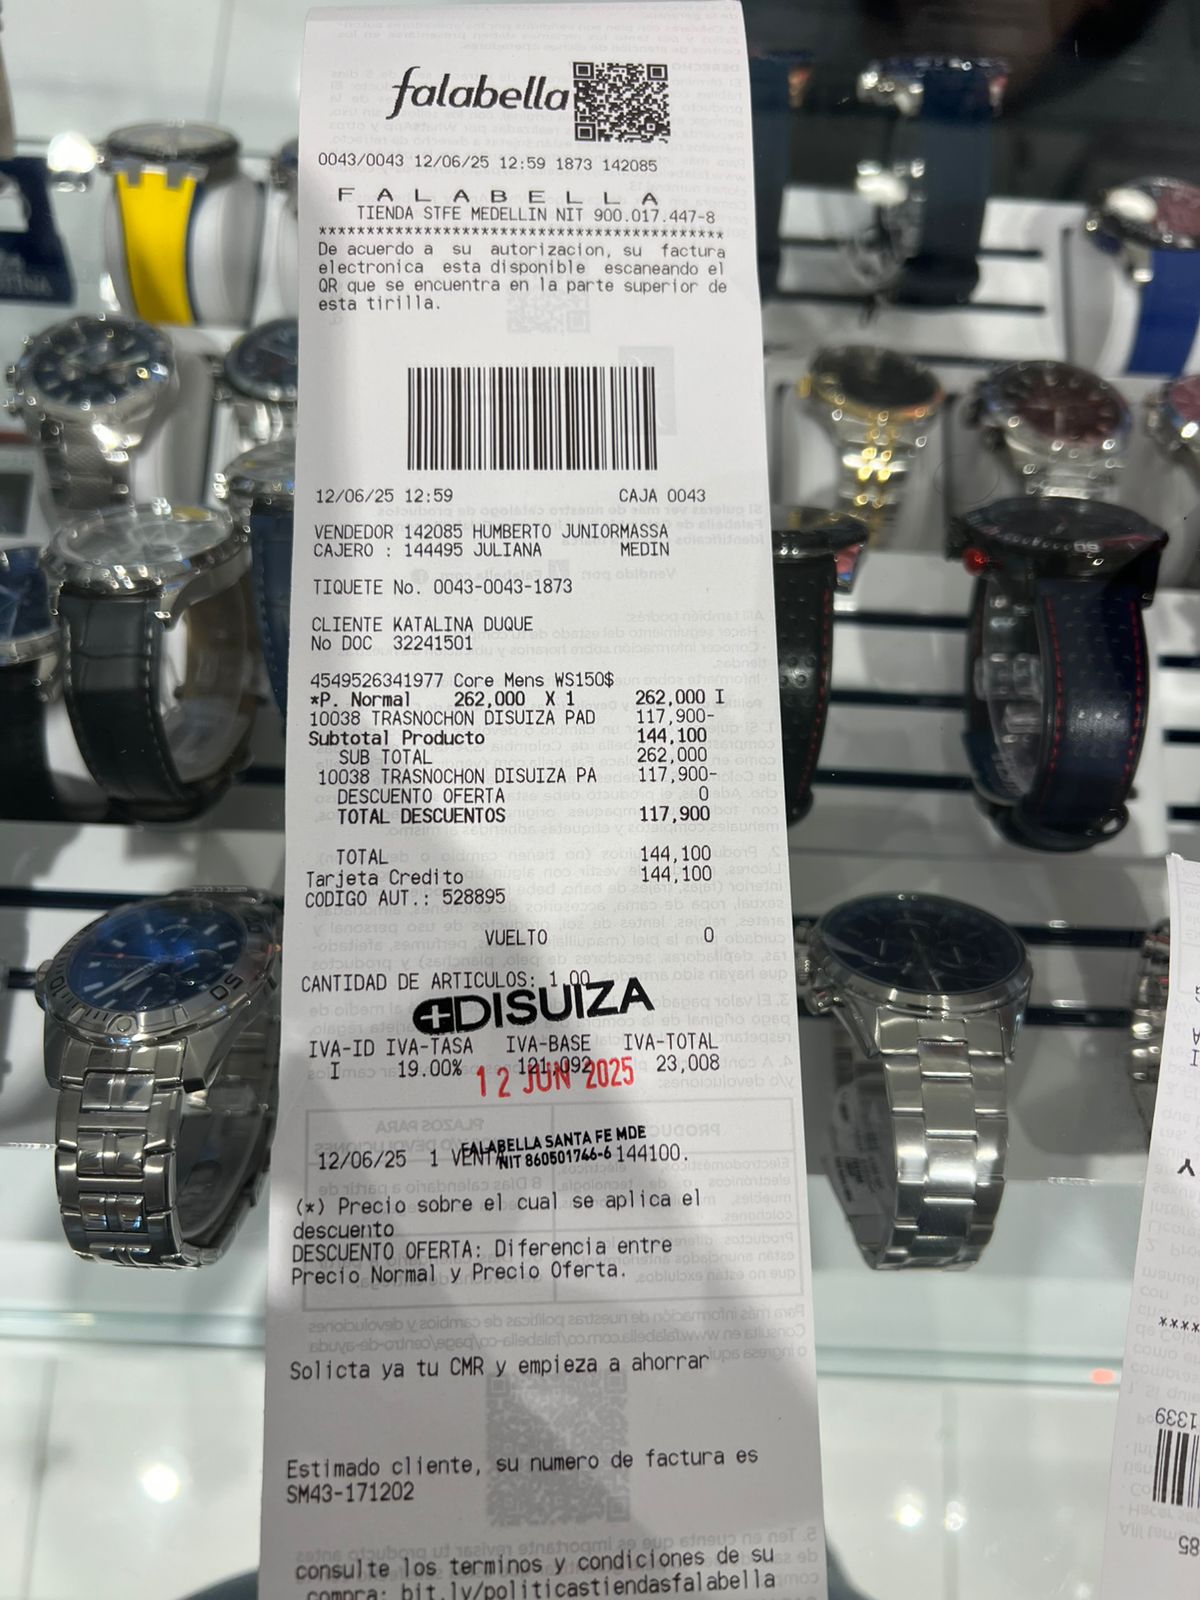 falabella
0043/0043 12/06/25 12:59 1873 142085
F A L A B E L L A
TIENDA STFE MEDELLIN NIT 900.017.447-8
*******************************************
De acuerdo a su autorizacion, su factura
electronica esta disponible escaneando el
QR que se encuentra en la parte superior de
esta tirilla.
12/06/25 12:59 CAJA 0043
VENDEDOR 142085 HUMBERTO JUNIORMASSA
CAJERO : 144495 JULIANA MEDIN
TIQUETE No. 0043-0043-1873
CLIENTE KATALINA DUQUE
No DOC 32241501
4549526341977 Core Mens WS150$
*P. Normal 262,000 X 1 262,000 I
10038 TRASNOCHON DISUIZA PAD 117,900-
Subtotal Producto 144,100
SUB TOTAL 262,000
10038 TRASNOCHON DISUIZA PA 117,900-
DESCUENTO OFERTA 0
TOTAL DESCUENTOS 117,900
TOTAL 144,100
Tarjeta Credito 144,100
CODIGO AUT.: 528895
VUELTO 0
CANTIDAD DE ARTICULOS: 1.00
DISUIZA
IVA-ID IVA-TASA IVA-BASE IVA-TOTAL
I 19.00% 121,092 23,008
12 JUN 2025
FALABELLA SANTA FE MDE
NIT 860501746-6
12/06/25 1 VENTA 144100.
(*) Precio sobre el cual se aplica el
descuento
DESCUENTO OFERTA: Diferencia entre
Precio Normal y Precio Oferta.
Solicta ya tu CMR y empieza a ahorrar
Estimado cliente, su numero de factura es
SM43-171202
consulte los terminos y condiciones de su
compra: bit.ly/politicastiendasfalabella